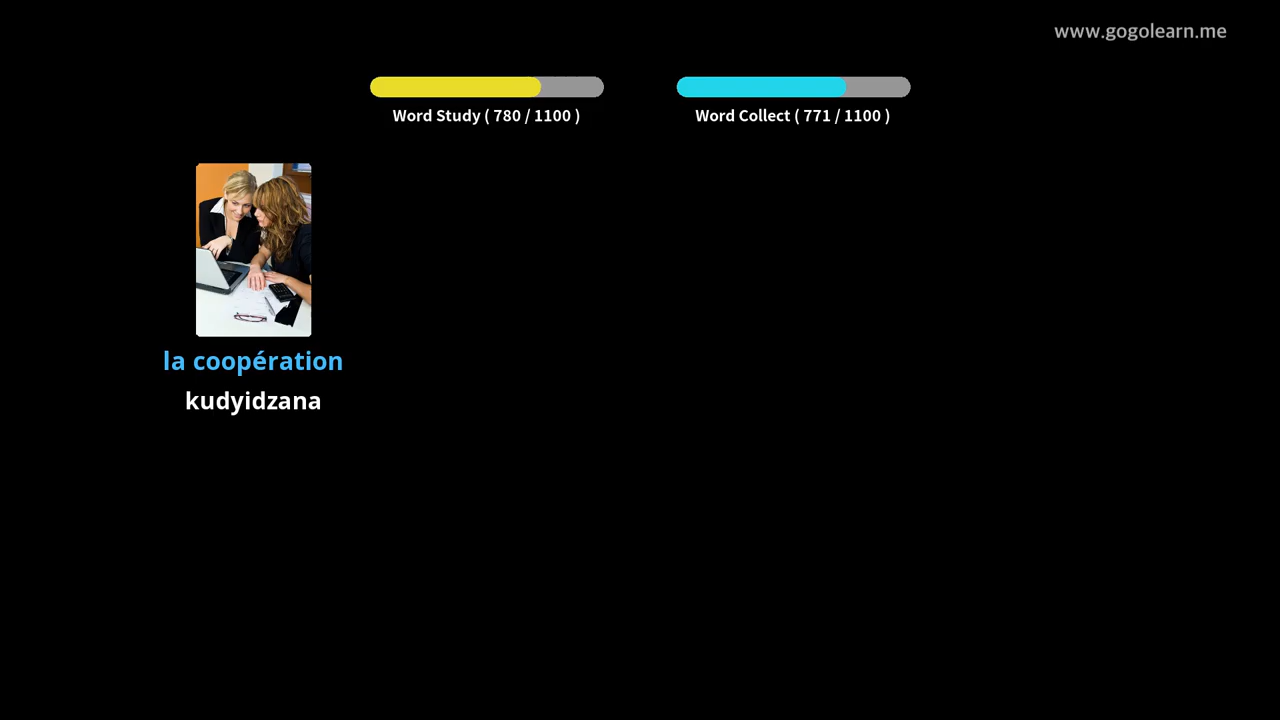 www.gogolearn.me
Word Study ( 780 / 1100 )
Word Collect ( 771 / 1100 )
la coopération
kudyidzana